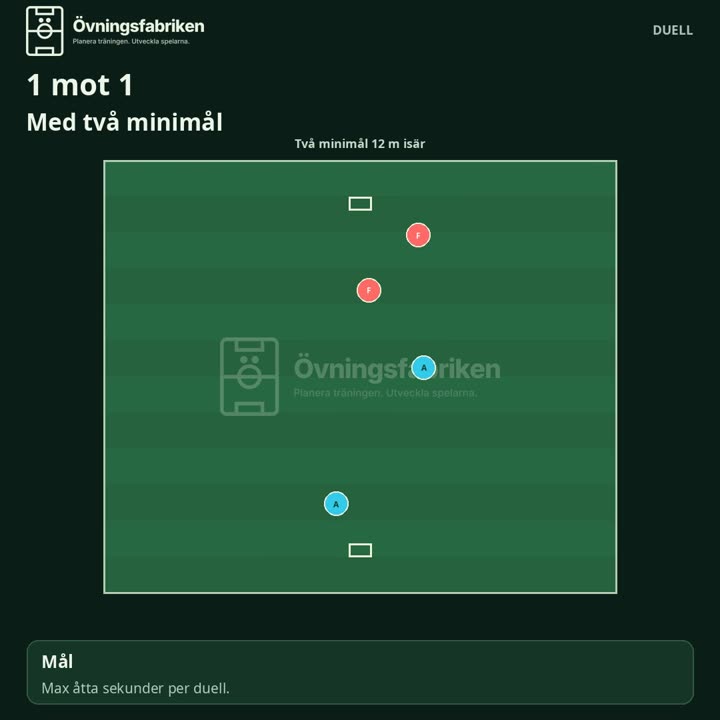 Övningsfabriken
Planera träningen. Utveckla spelarna.
DUELL
1 mot 1
Med två minimål
Två minimål 12 m isär
F
F
A
Övningsfabriken
Planera träningen. Utveckla spelarna.
A
Mål
Max åtta sekunder per duell.